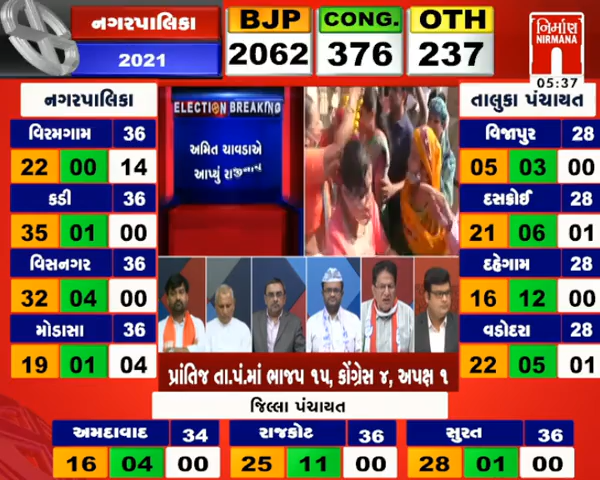 નગરપાલિકા
2021
BJP CONG. OTH
2062 376 237
નિર્માણ
NIRMANA
05:37
નગરપાલિકા
વિરમગામ 36
22 00 14
કડી 36
35 01 00
વિસનગર 36
32 04 00
મોડાસા 36
19 01 04
ELECTION BREAKING
અમિત ચાવડાએ
આપ્યું રાજીનામું
તાલુકા પંચાયત
વિજાપુર 28
05 03 00
દસક્રોઈ 28
21 06 01
દહેગામ 28
16 12 00
વડોદરા 28
22 05 01
પ્રાંતિજ તા.પં.માં ભાજપ ૧૫, કોંગ્રેસ ૪, અપક્ષ ૧
જિલ્લા પંચાયત
અમદાવાદ 34
16 04 00
રાજકોટ 36
25 11 00
સુરત 36
28 01 00